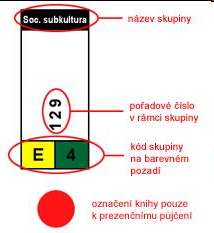 Soc. subkultura
název skupiny
129
pořadové číslo
v rámci skupiny
E 4
kód skupiny
na barevném
pozadí
označení knihy pouze
k prezenčnímu půjčení